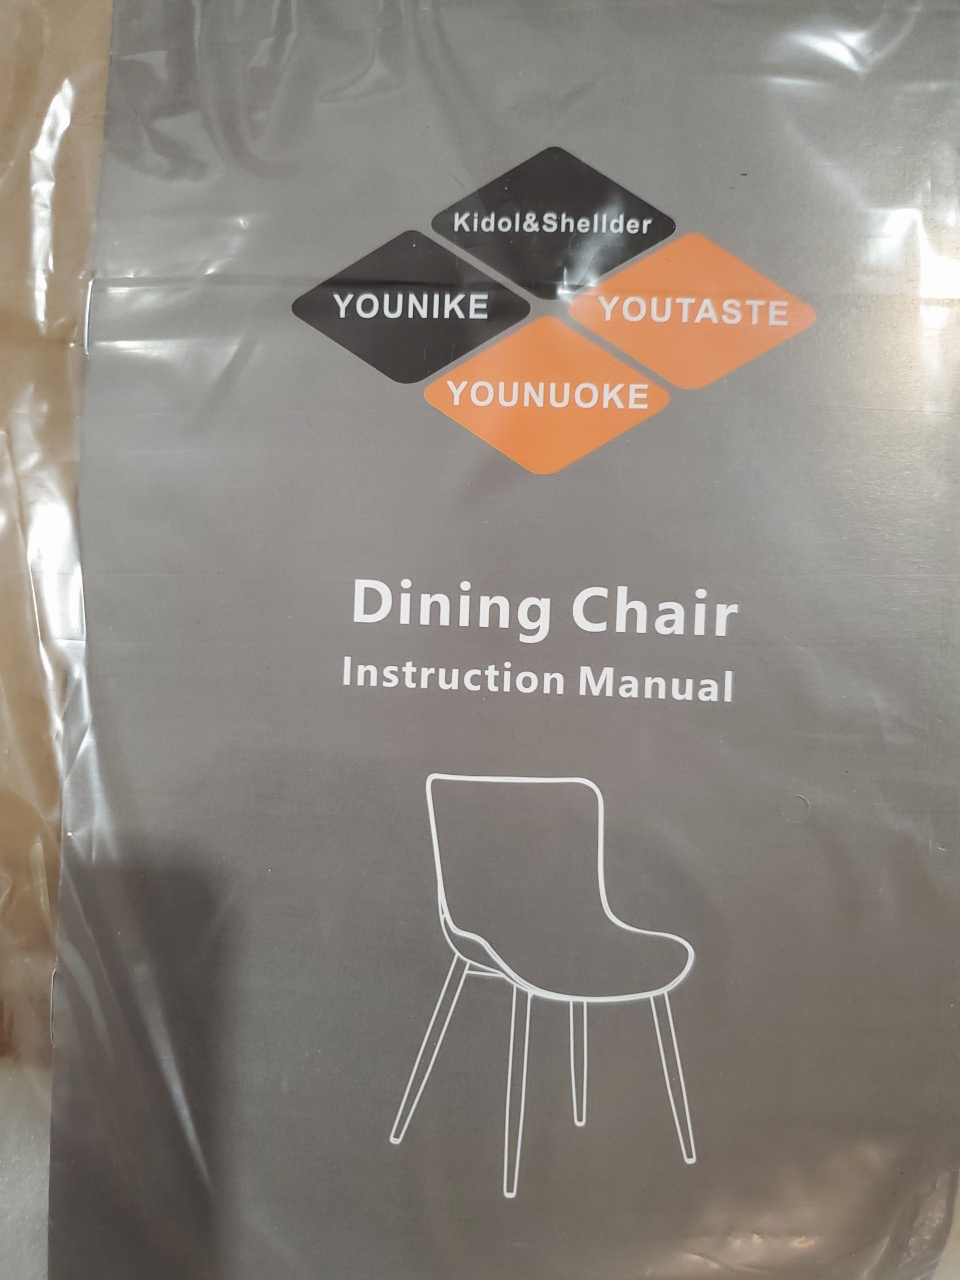 Kidol&Shellder
YOUNIKE
YOUTASTE
YOUNUOKE
Dining Chair
Instruction Manual